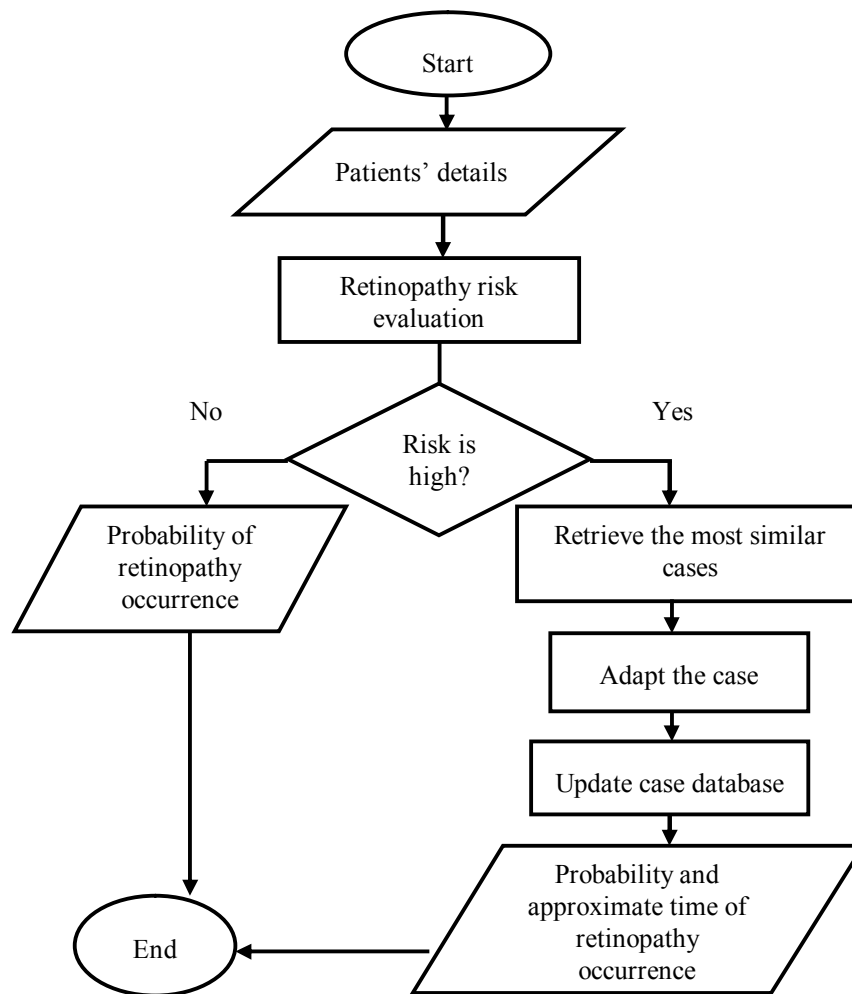 Start
Patients’ details
Retinopathy risk
evaluation
No
Yes
Risk is
high?
Probability of
retinopathy
occurrence
Retrieve the most similar
cases
Adapt the case
Update case database
Probability and
approximate time of
retinopathy
occurrence
End